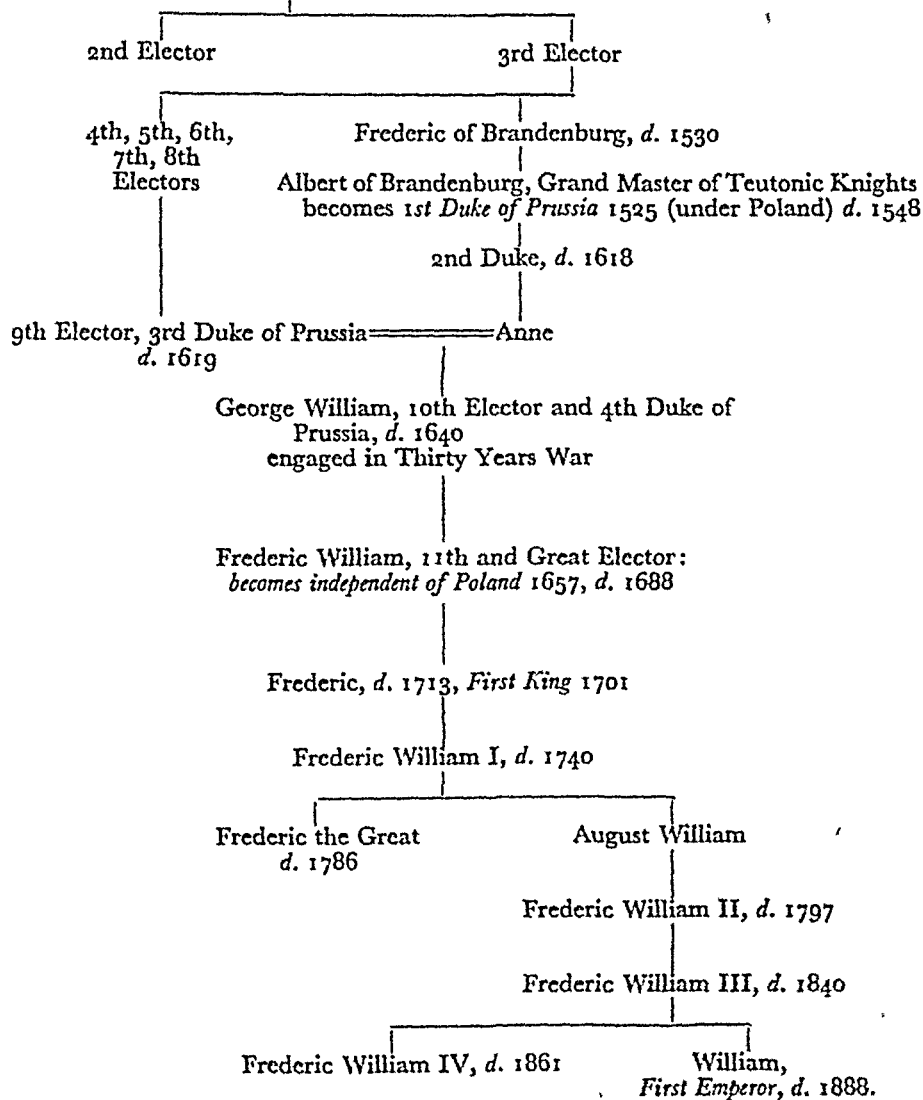 2nd Elector
3rd Elector
4th, 5th, 6th,
7th, 8th
Electors
Frederic of Brandenburg, d. 1530
Albert of Brandenburg, Grand Master of Teutonic Knights
becomes 1st Duke of Prussia 1525 (under Poland) d. 1548
2nd Duke, d. 1618
9th Elector, 3rd Duke of Prussia
d. 1619
Anne
George William, 10th Elector and 4th Duke of
Prussia, d. 1640
engaged in Thirty Years War
Frederic William, 11th and Great Elector:
becomes independent of Poland 1657, d. 1688
Frederic, d. 1713, First King 1701
Frederic William I, d. 1740
Frederic the Great
d. 1786
August William
Frederic William II, d. 1797
Frederic William III, d. 1840
Frederic William IV, d. 1861
William,
First Emperor, d. 1888.